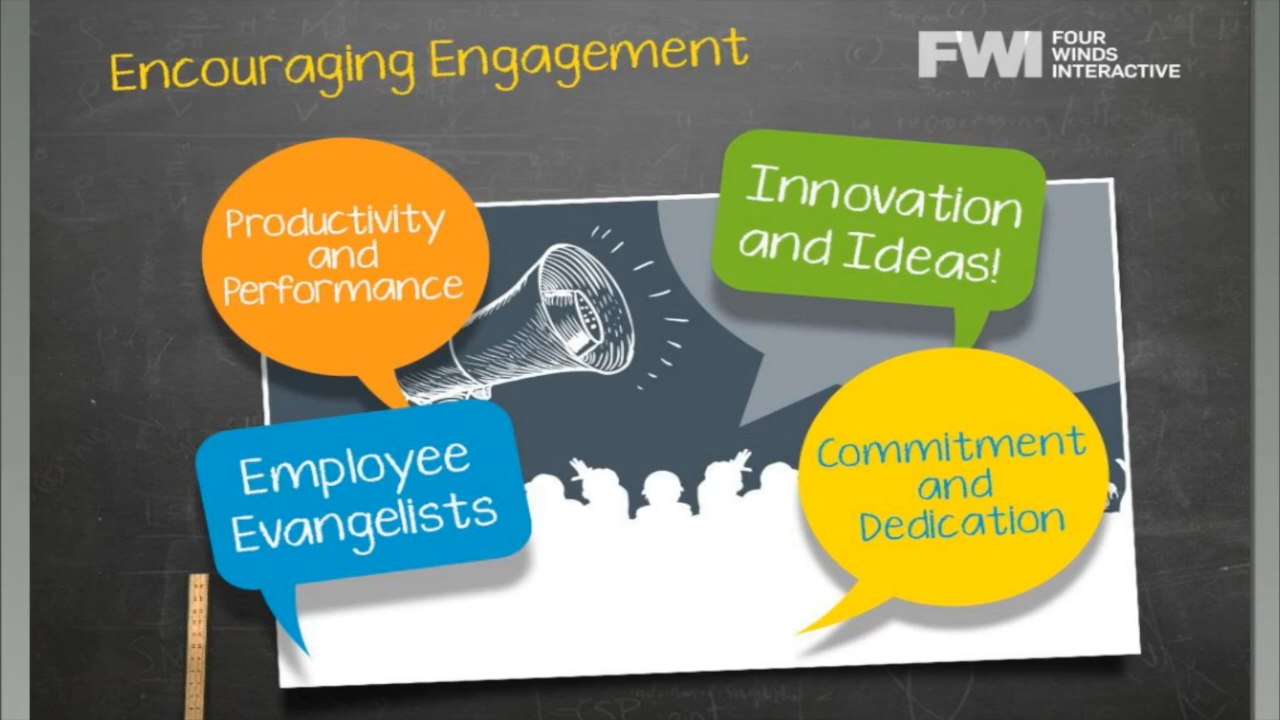 Encouraging Engagement
FWI FOUR
WINDS
INTERACTIVE
Productivity
and
Performance
Innovation
and Ideas!
Employee
Evangelists
Commitment
and
Dedication